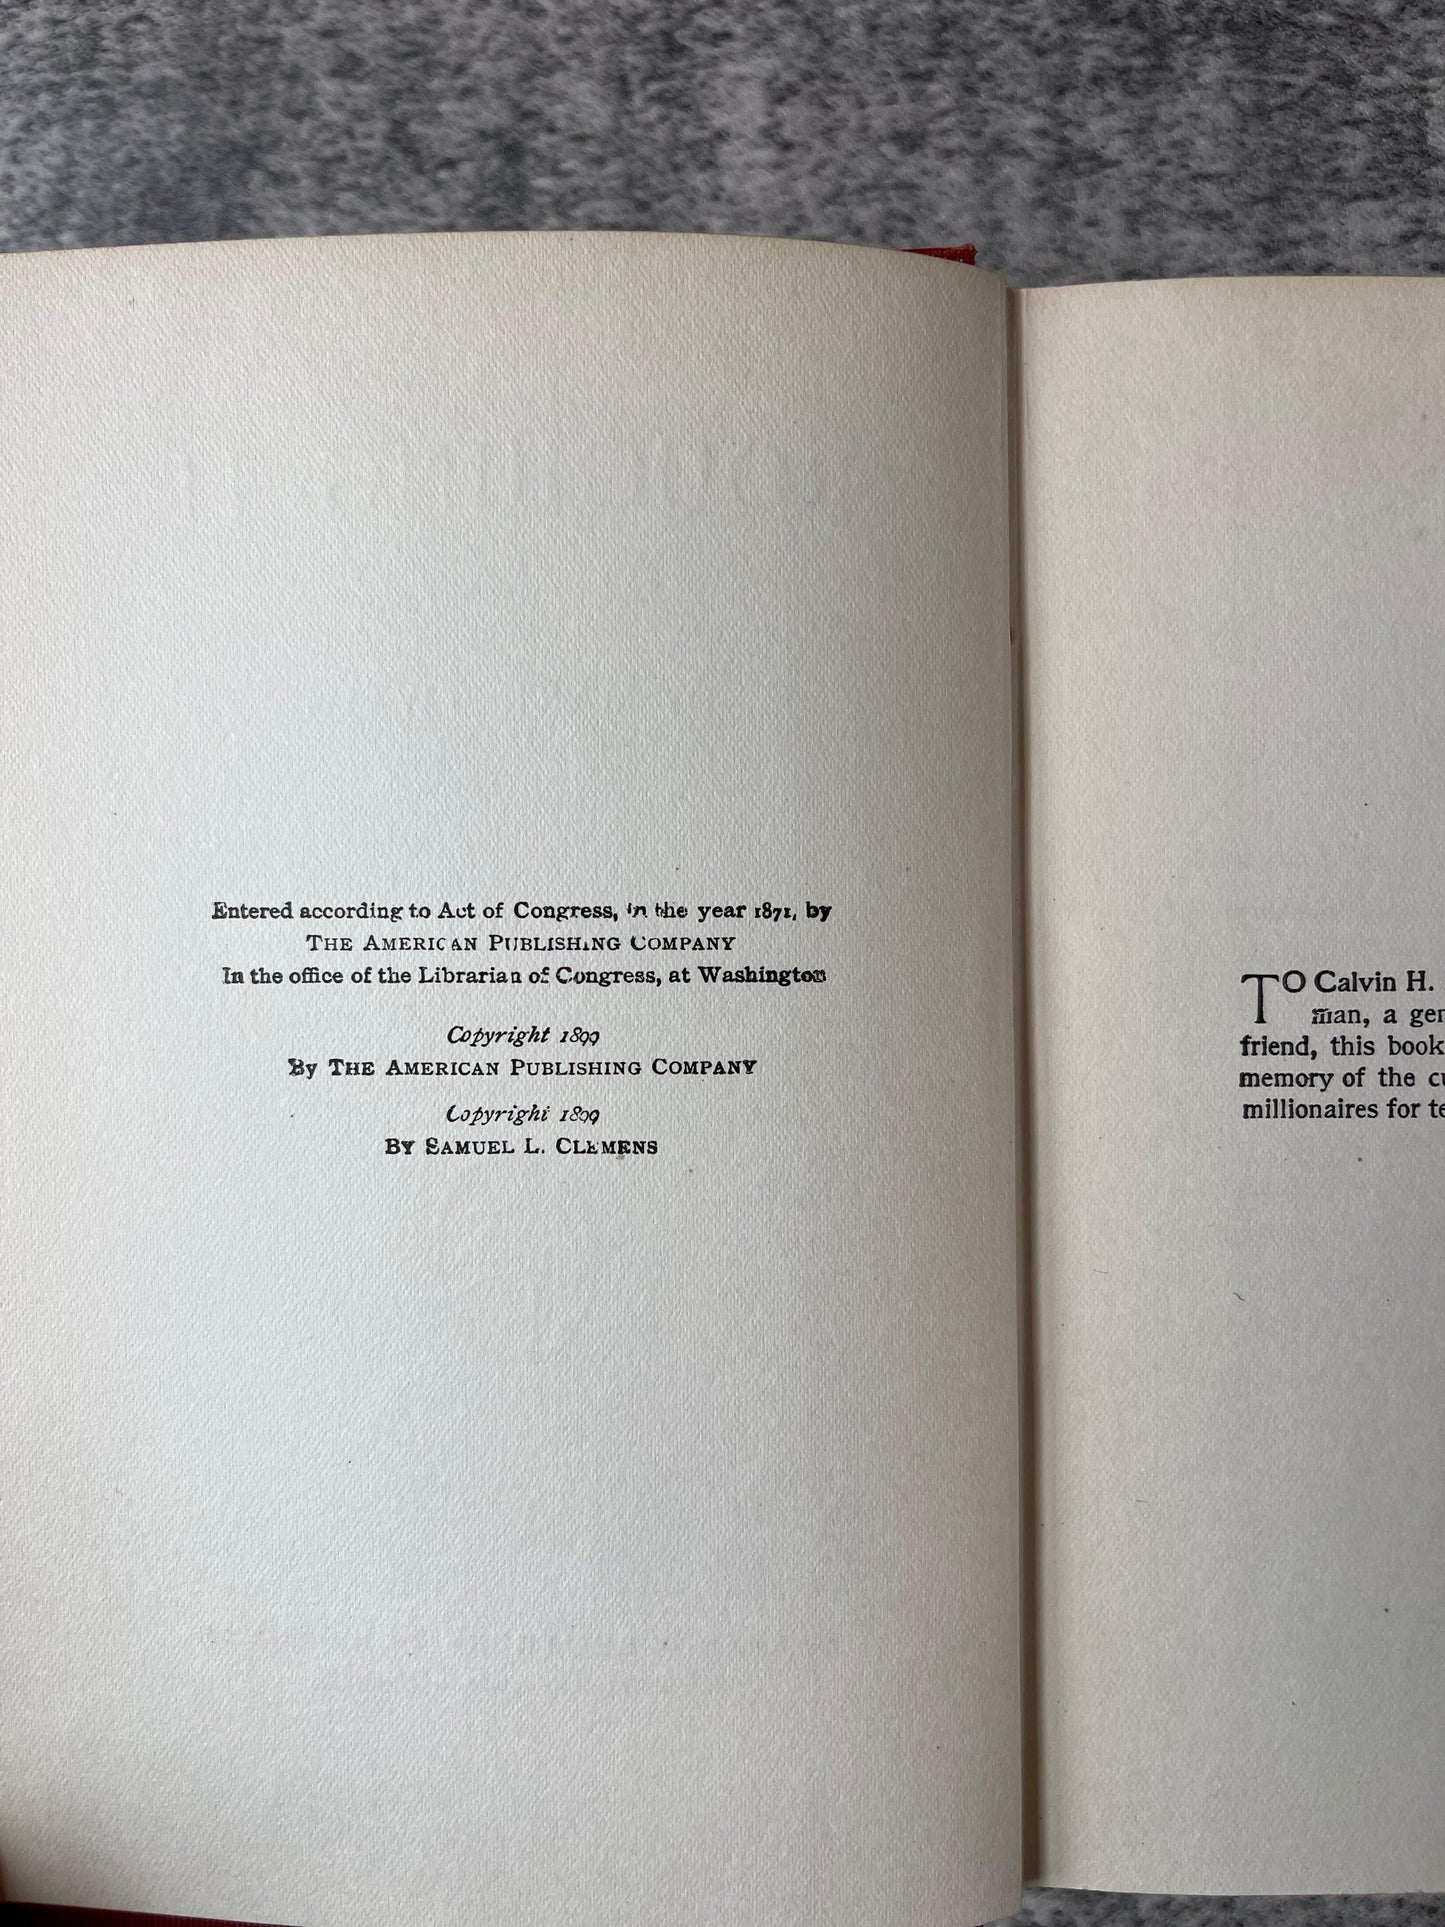 Entered according to Act of Congress, in the year 1871, by
THE AMERICAN PUBLISHING COMPANY
In the office of the Librarian of Congress, at Washington
Copyright 1899
By THE AMERICAN PUBLISHING COMPANY
Copyright 1899
BY SAMUEL L. CLEMENS
TO Calvin H.
man, a gen
friend, this book
memory of the cu
millionaires for te